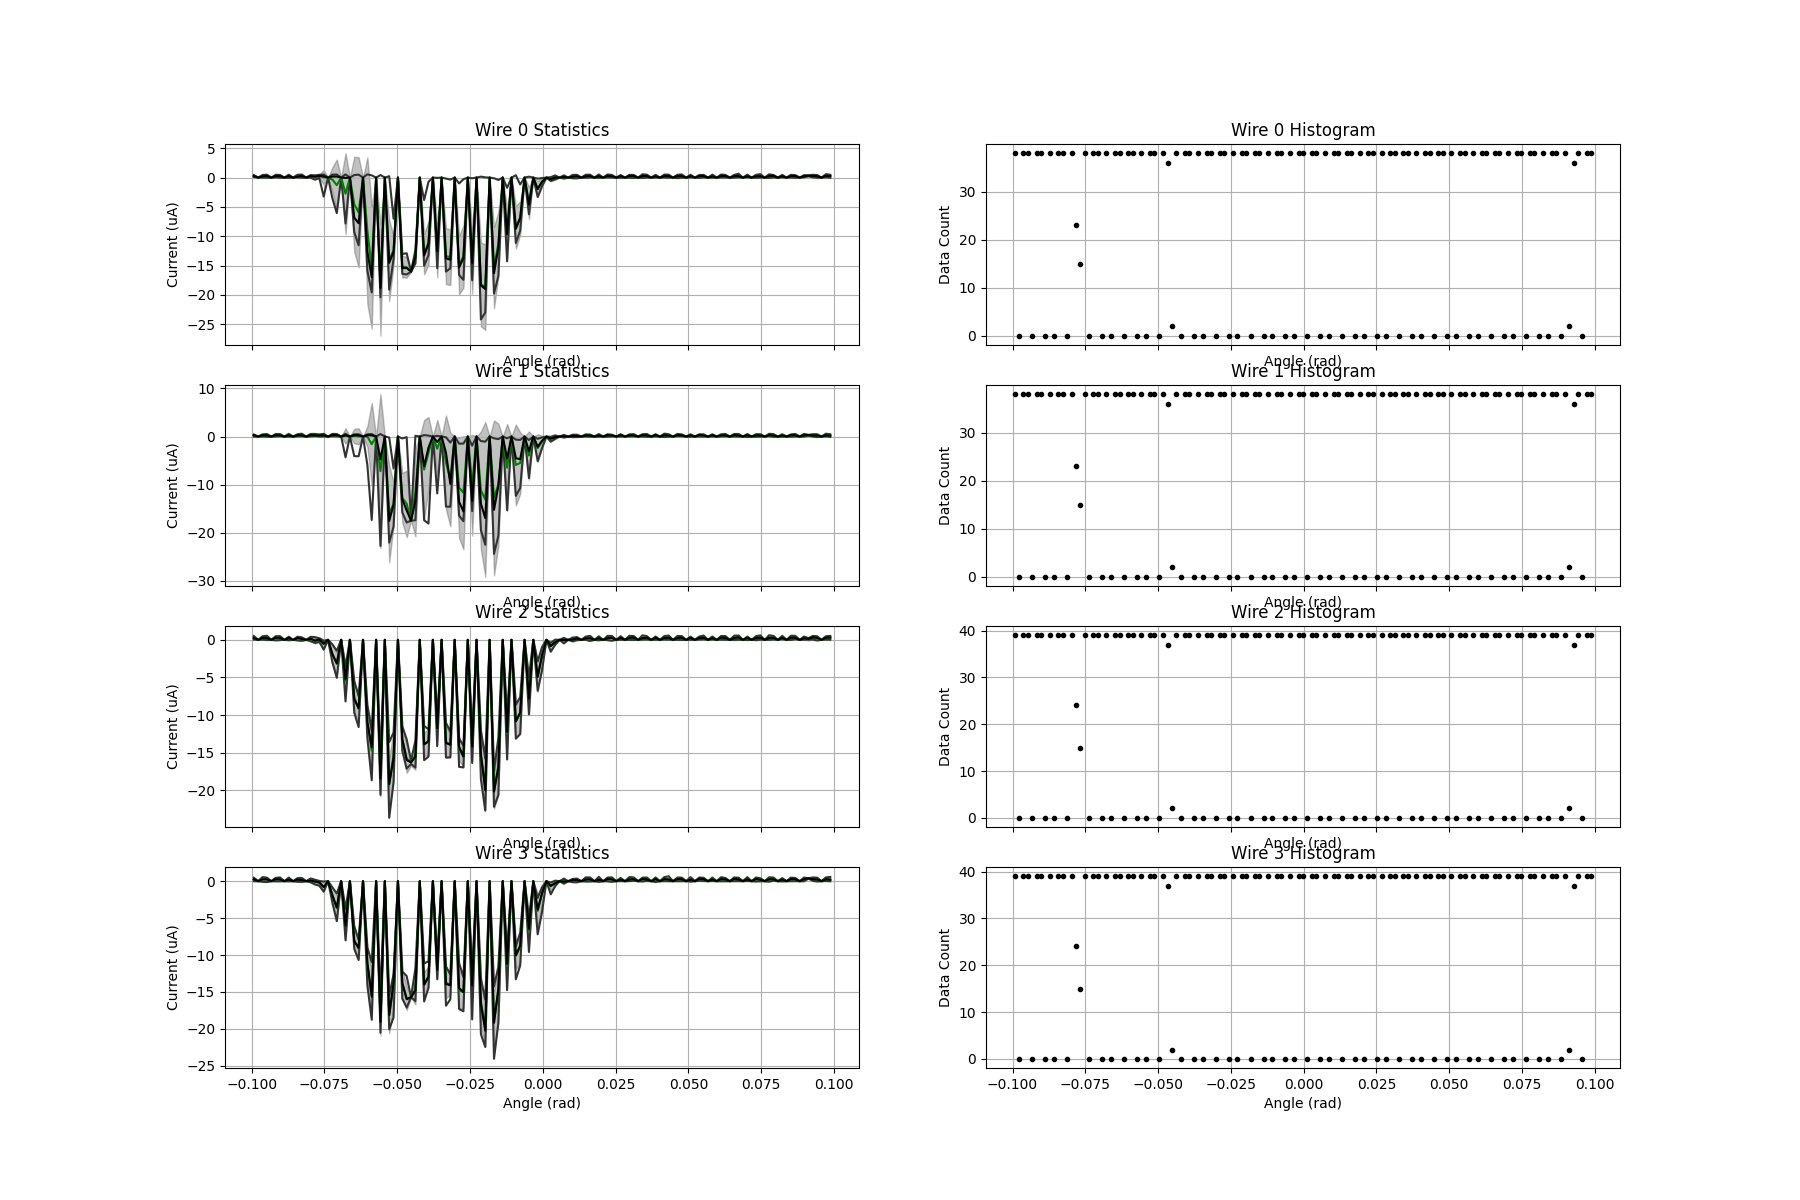 Wire 0 Statistics
5
0
−5
−10
−15
−20
−25
Current (uA)
Angle (rad)
Wire 0 Histogram
30
20
10
0
Data Count
Angle (rad)
Wire 1 Statistics
10
0
−10
−20
−30
Current (uA)
Angle (rad)
Wire 1 Histogram
30
20
10
0
Data Count
Angle (rad)
Wire 2 Statistics
0
−5
−10
−15
−20
Current (uA)
Angle (rad)
Wire 2 Histogram
40
30
20
10
0
Data Count
Angle (rad)
Wire 3 Statistics
0
−5
−10
−15
−20
−25
Current (uA)
−0.100 −0.075 −0.050 −0.025 0.000 0.025 0.050 0.075 0.100
Angle (rad)
Wire 3 Histogram
40
30
20
10
0
Data Count
−0.100 −0.075 −0.050 −0.025 0.000 0.025 0.050 0.075 0.100
Angle (rad)